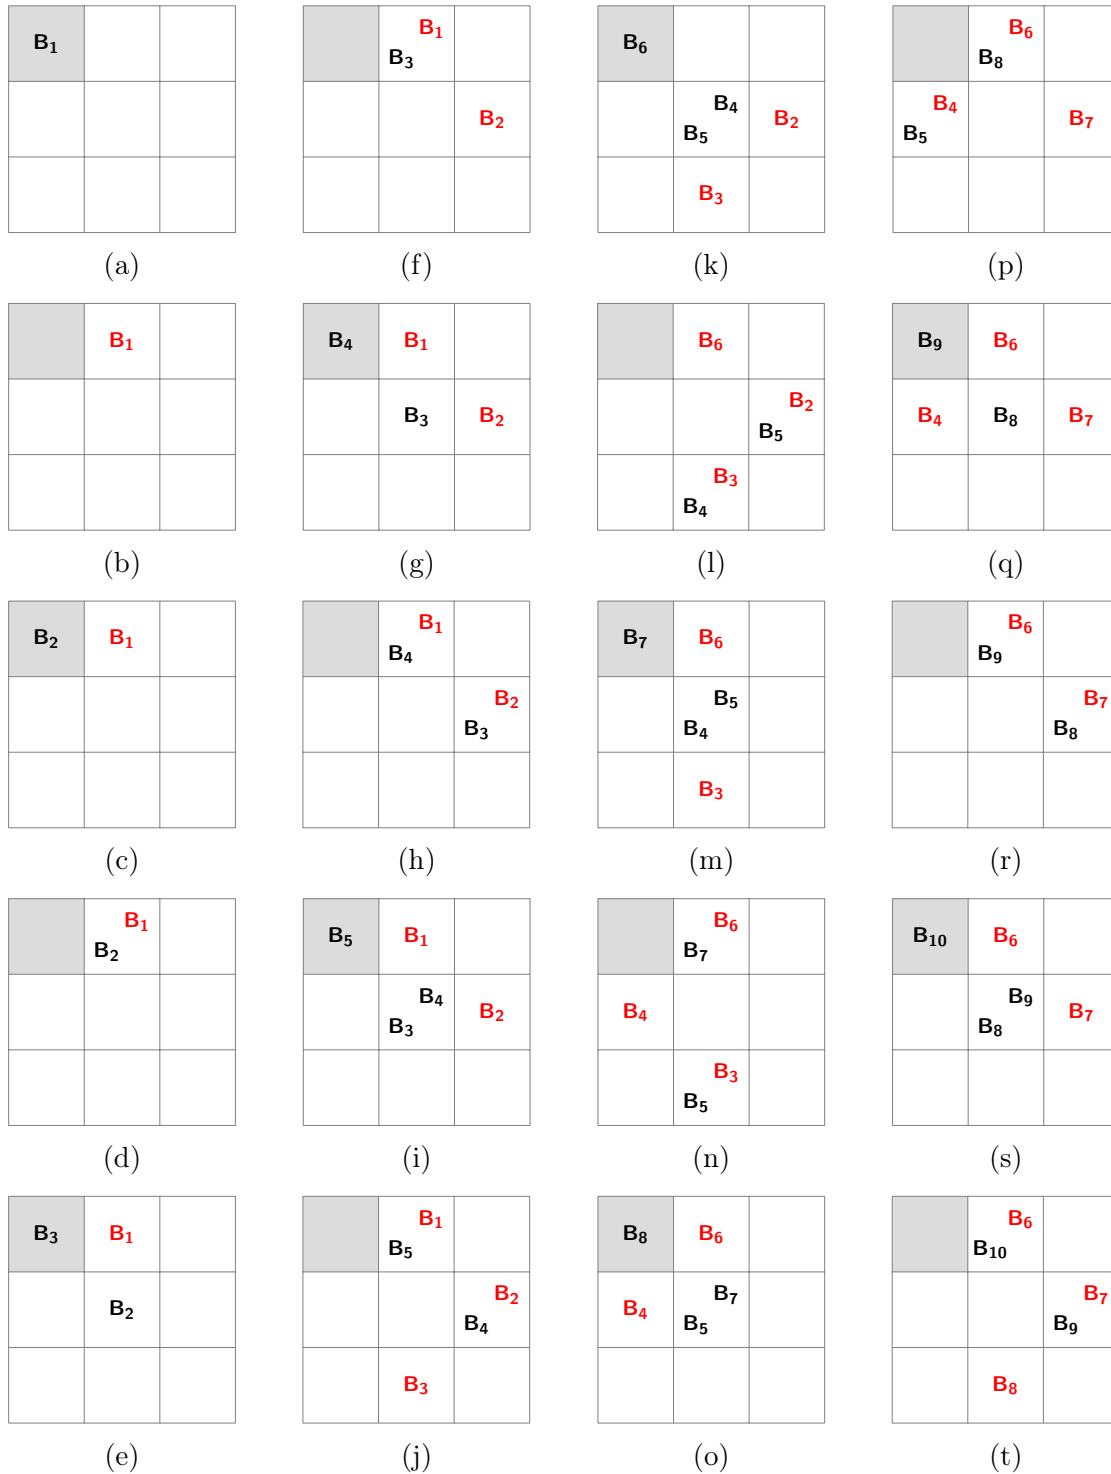 B1
(a)
B1
(b)
B2 B1
(c)
B1
B2
(d)
B3 B1
B2
(e)
B1
B3
B2
(f)
B4 B1
B3 B2
(g)
B1
B4
B2
B3
(h)
B5 B1
B4
B3
B2
(i)
B1
B5
B2
B4
B3
(j)
B6
B4
B5
B2
B3
(k)
B6
B2
B5
B3
B4
(l)
B7 B6
B5
B4
B3
(m)
B6
B7
B4
B3
B5
(n)
B8 B6
B4
B7
B5
(o)
B6
B8
B4
B5
B7
(p)
B9 B6
B4 B8 B7
(q)
B6
B9
B7
B8
(r)
B10 B6
B9
B8
B7
(s)
B6
B10
B7
B9
B8
(t)